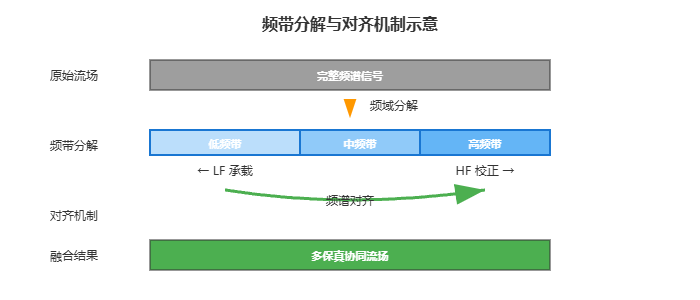 频带分解与对齐机制示意
原始流场
完整频谱信号
频域分解
频带分解
低频带
中频带
高频带
← LF 承载
HF 校正 →
频谱对齐
对齐机制
融合结果
多保真协同流场